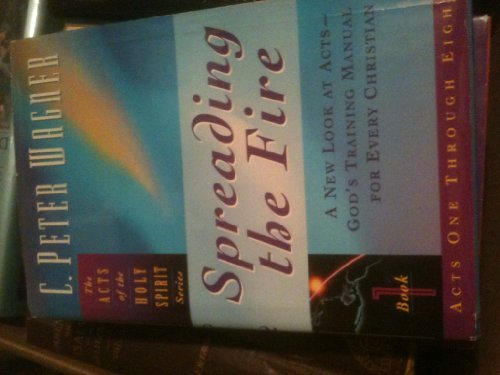 C. PETER WAGNER
The
ACTS
of the
HOLY
SPIRIT
Series
Spreading
the Fire
A NEW LOOK AT ACTS—
GOD'S TRAINING MANUAL
FOR EVERY CHRISTIAN
Book
1
ACTS ONE THROUGH EIGH